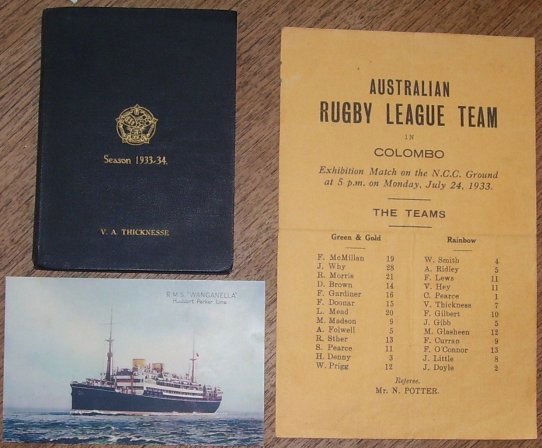 Season 1933-34.
V. A. THICKNESSE
R.M.S. "WANGANELLA"
Huddart Parker Line
AUSTRALIAN
RUGBY LEAGUE TEAM
IN
COLOMBO
Exhibition Match on the N.C.C. Ground
at 5 p.m. on Monday, July 24, 1933.
THE TEAMS
Green & Gold
F. McMillan 19
J. Why 28
R. Morris 21
D. Brown 14
F. Gardiner 16
F. Doonar 15
L. Mead 20
M. Madson 9
A. Folwell 5
R. Sther 13
S. Pearce 11
H. Denny 3
W. Prigg 12
Rainbow
W. Smith 4
A. Ridley 5
F. Lews 11
V. Hey 11
C. Pearce 1
V. Thickness 7
F. Gilbert 10
J. Gibb 5
M. Glasheen 12
F. Curran 9
F. O'Connor 13
J. Little 8
J. Doyle 2
Referee.
Mr. N. POTTER.